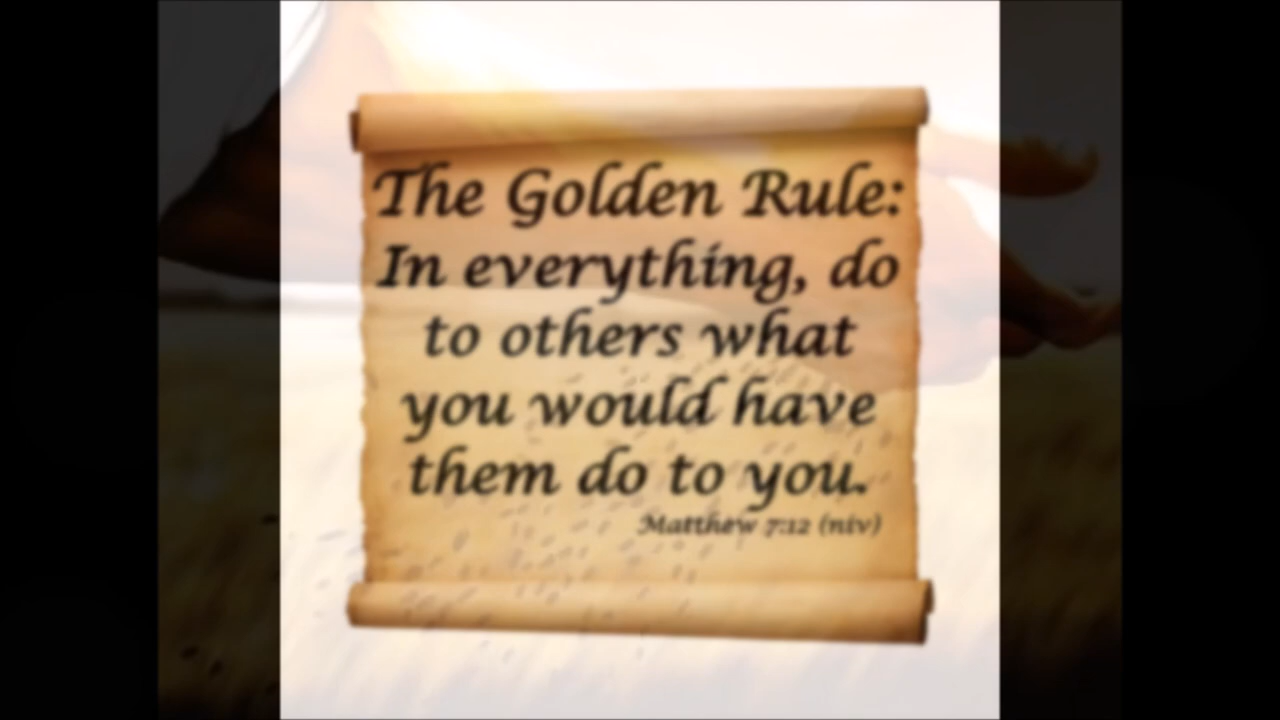 The Golden Rule:
In everything, do
to others what
you would have
them do to you.
Matthew 7:12 (niv)